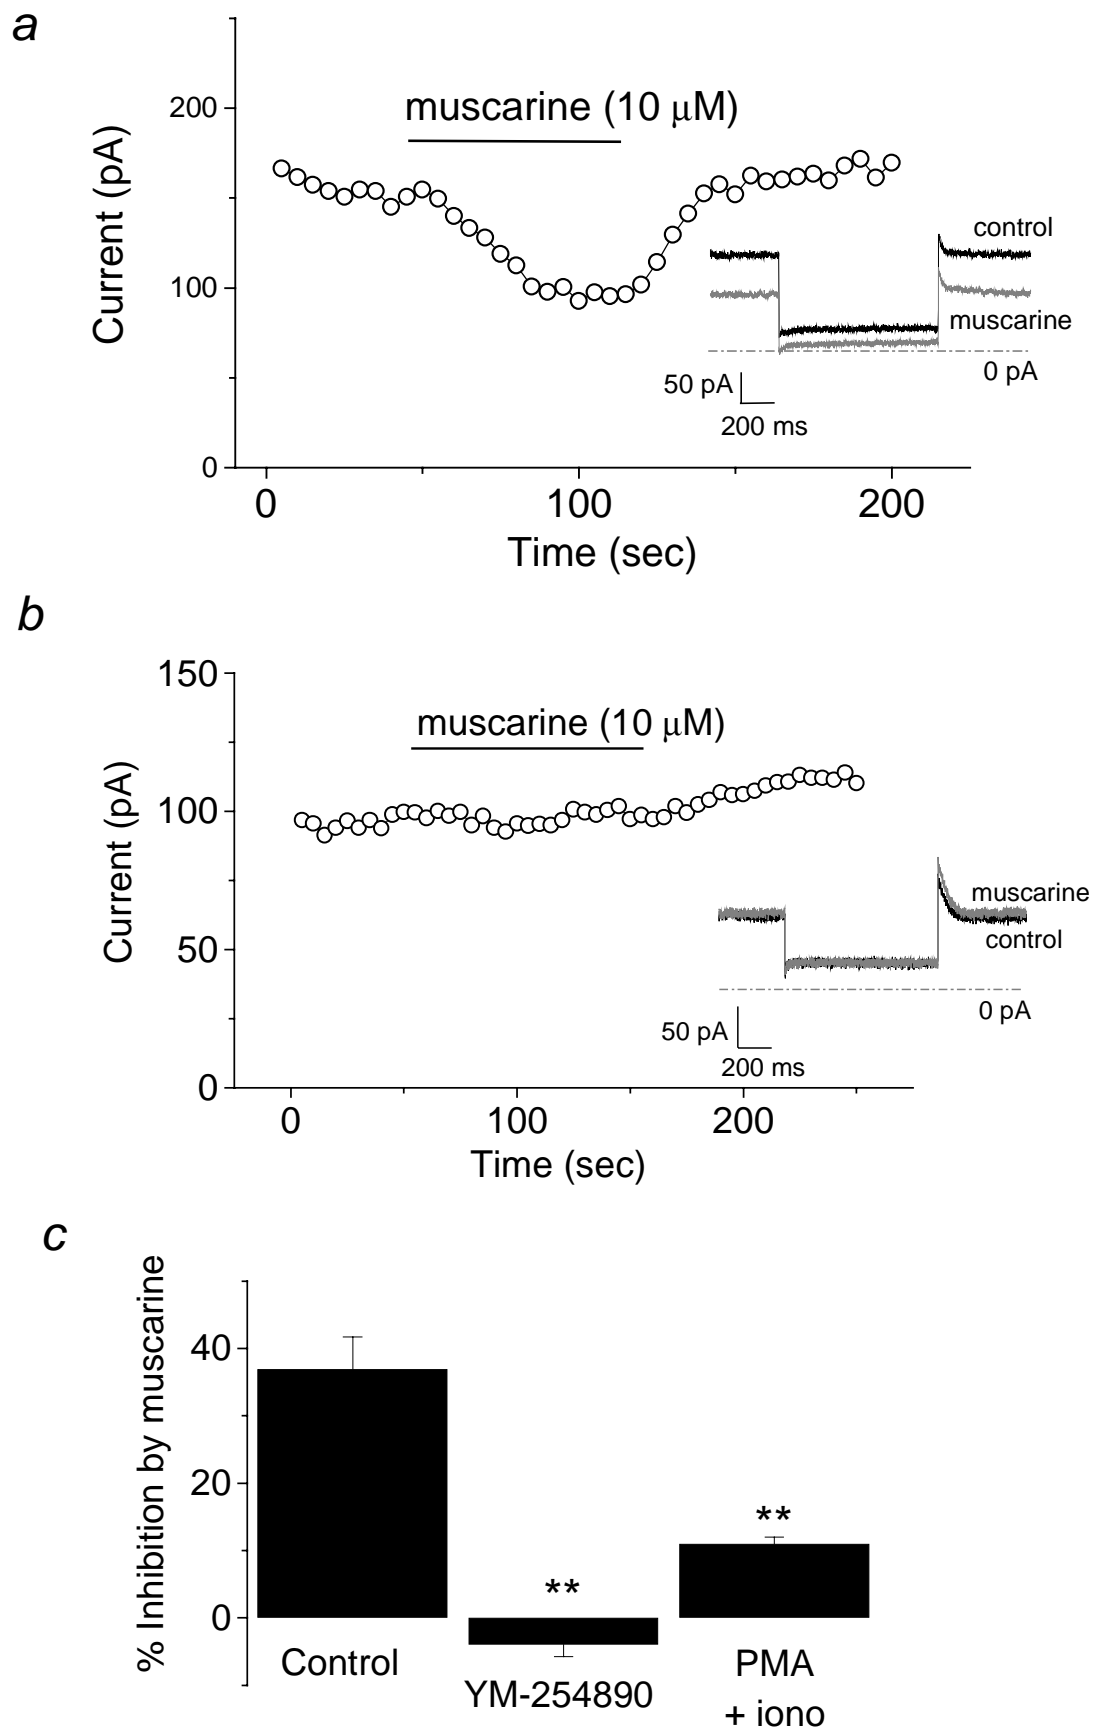 a
200
muscarine (10 μM)
Current (pA)
control
100
muscarine
0 pA
50 pA
200 ms
0
0
100
200
Time (sec)
b
150
muscarine (10 μM)
Current (pA)
100
muscarine
control
50
0 pA
50 pA
200 ms
0
0
100
200
Time (sec)
c
% Inhibition by muscarine
40
20
**
**
0
Control
YM-254890
PMA
+ iono